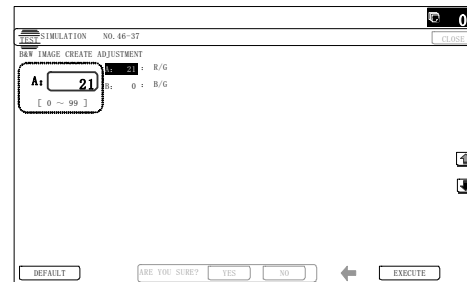 0
TEST SIMULATION NO.46-37
CLOSE
B&W IMAGE CREATE ADJUSTMENT
A: 21
[ 0 ~ 99 ]
A: 21 : R/G
B: 0 : B/G
DEFAULT
ARE YOU SURE? YES NO
EXECUTE